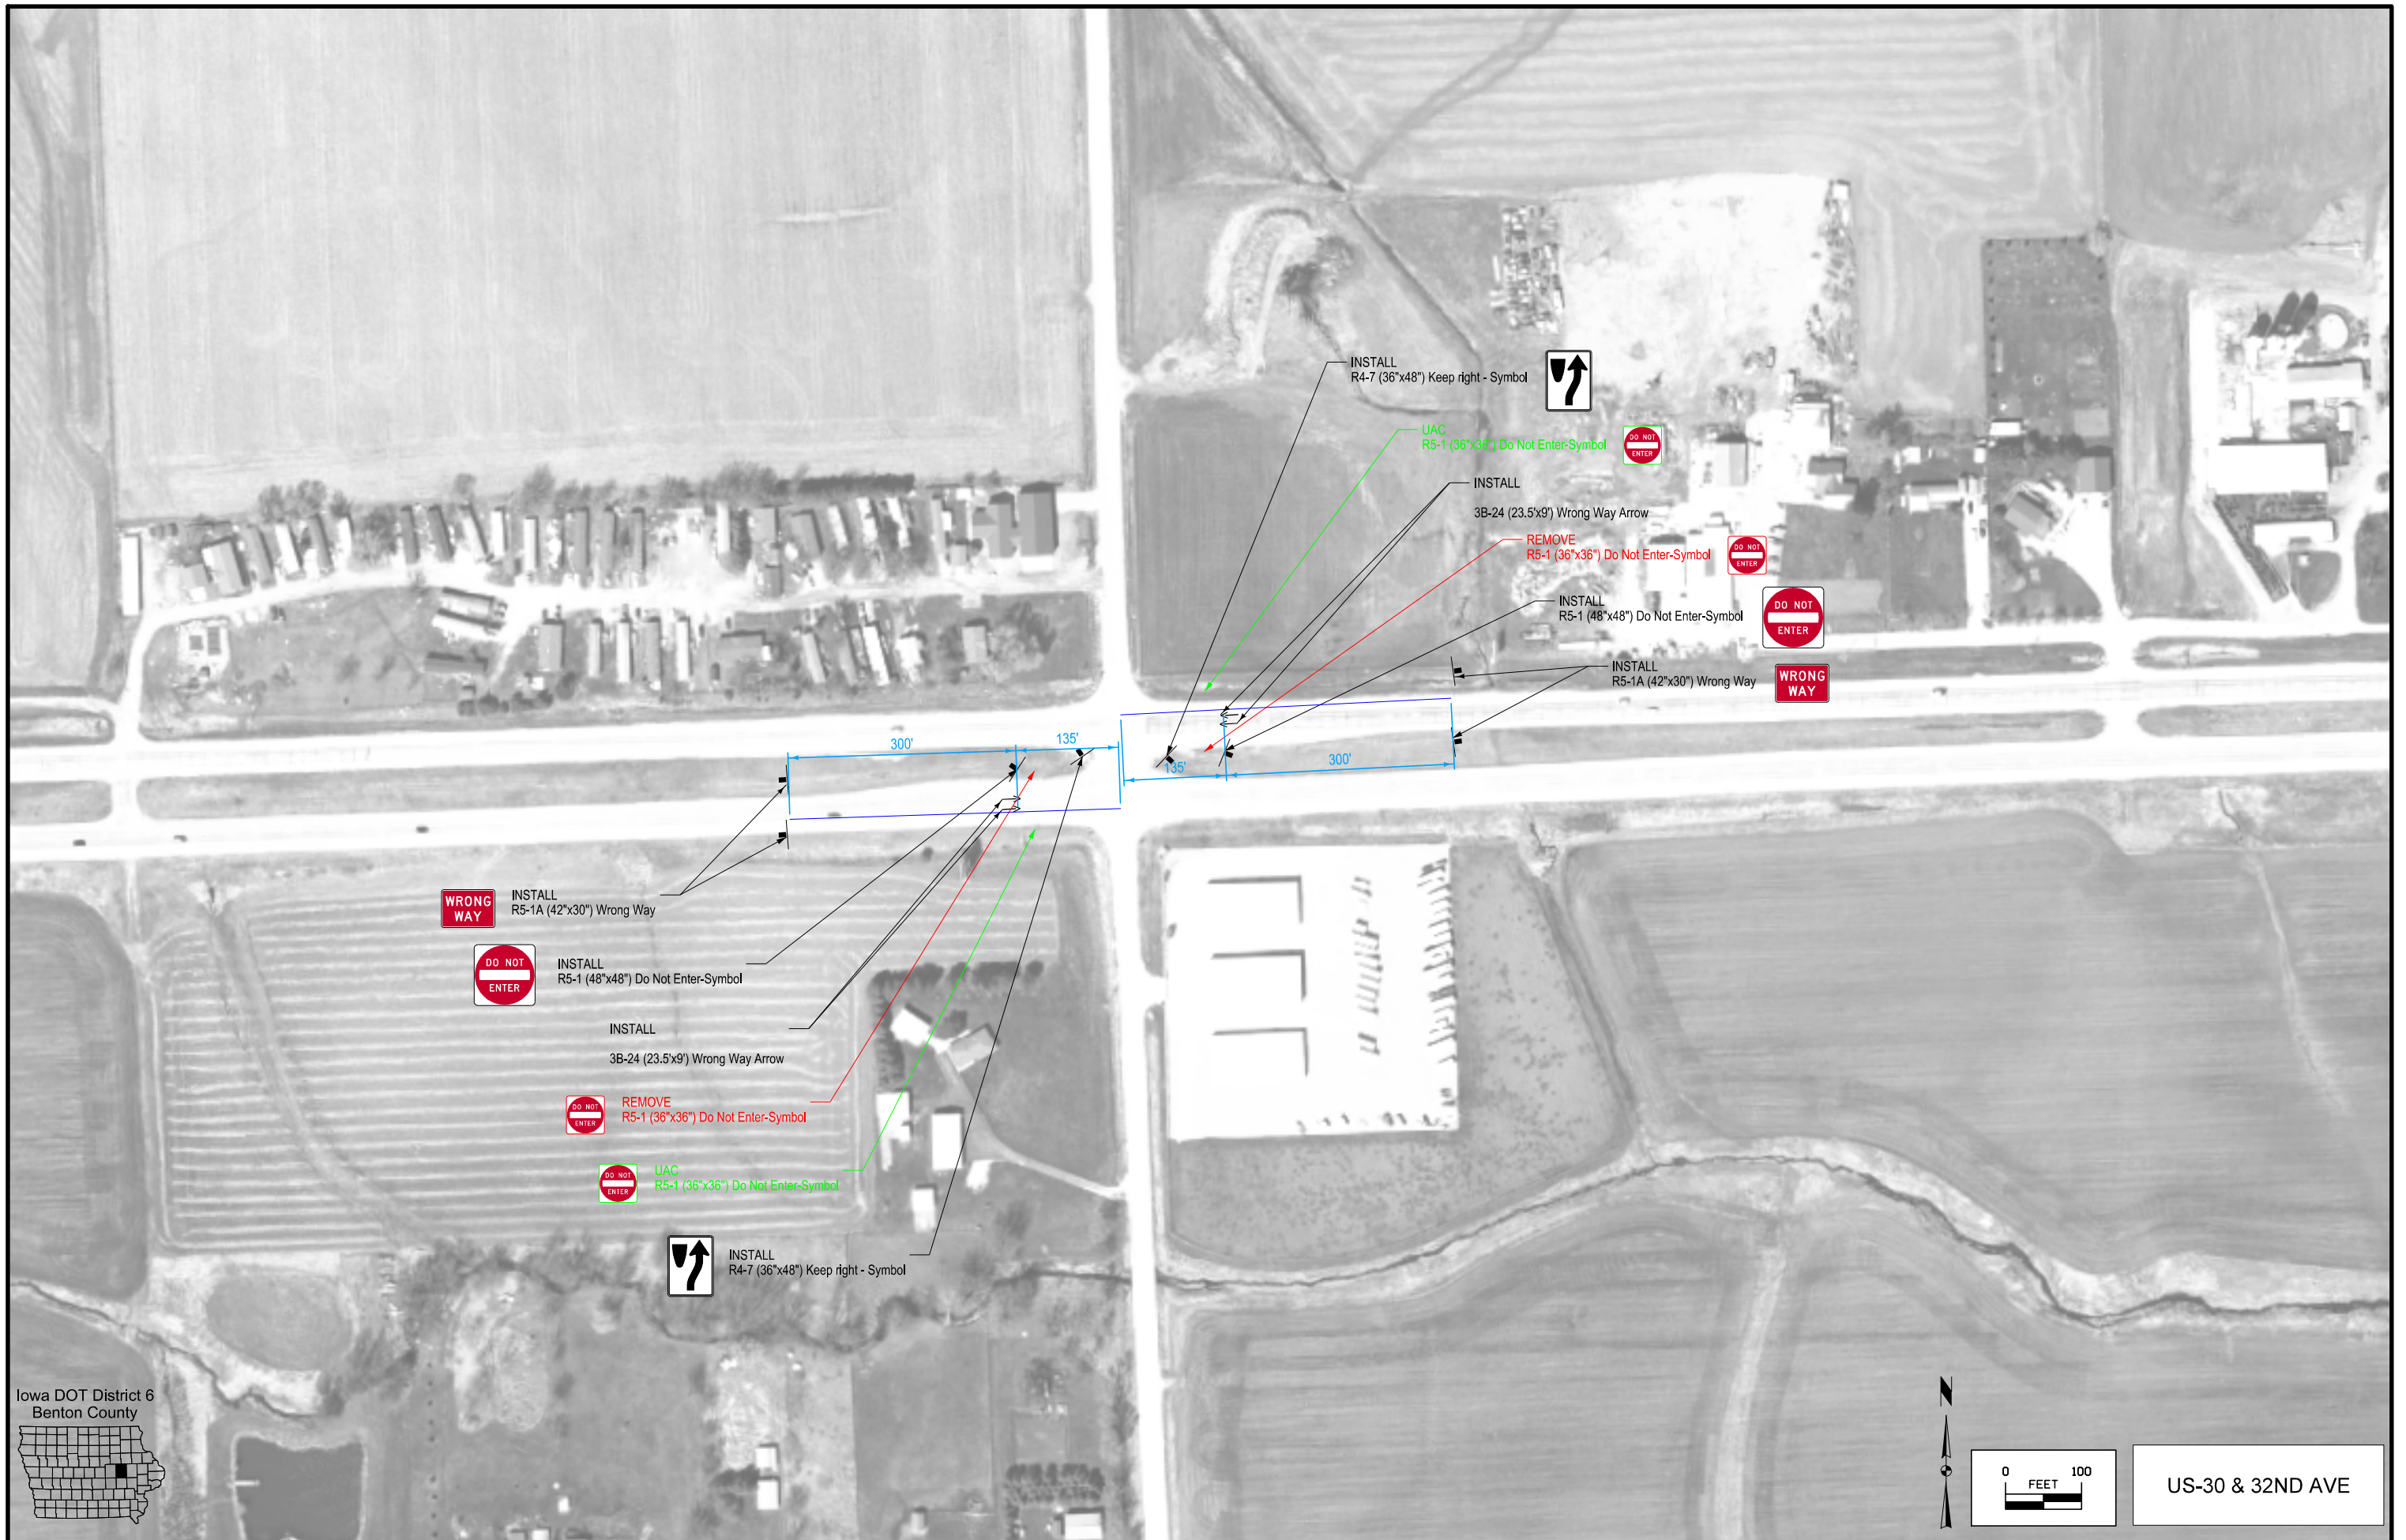 INSTALL
R4-7 (36"x48") Keep right - Symbol
UAC
R5-1 (36"x36") Do Not Enter-Symbol
DO NOT
ENTER
INSTALL
3B-24 (23.5'x9') Wrong Way Arrow
REMOVE
R5-1 (36"x36") Do Not Enter-Symbol
DO NOT
ENTER
INSTALL
R5-1 (48"x48") Do Not Enter-Symbol
DO NOT
ENTER
INSTALL
R5-1A (42"x30") Wrong Way
WRONG
WAY
300'
135'
135'
300'
WRONG
WAY
INSTALL
R5-1A (42"x30") Wrong Way
DO NOT
ENTER
INSTALL
R5-1 (48"x48") Do Not Enter-Symbol
INSTALL
3B-24 (23.5'x9') Wrong Way Arrow
DO NOT
ENTER
REMOVE
R5-1 (36"x36") Do Not Enter-Symbol
DO NOT
ENTER
UAC
R5-1 (36"x36") Do Not Enter-Symbol
INSTALL
R4-7 (36"x48") Keep right - Symbol
Iowa DOT District 6
Benton County
N
0 100
FEET
US-30 & 32ND AVE